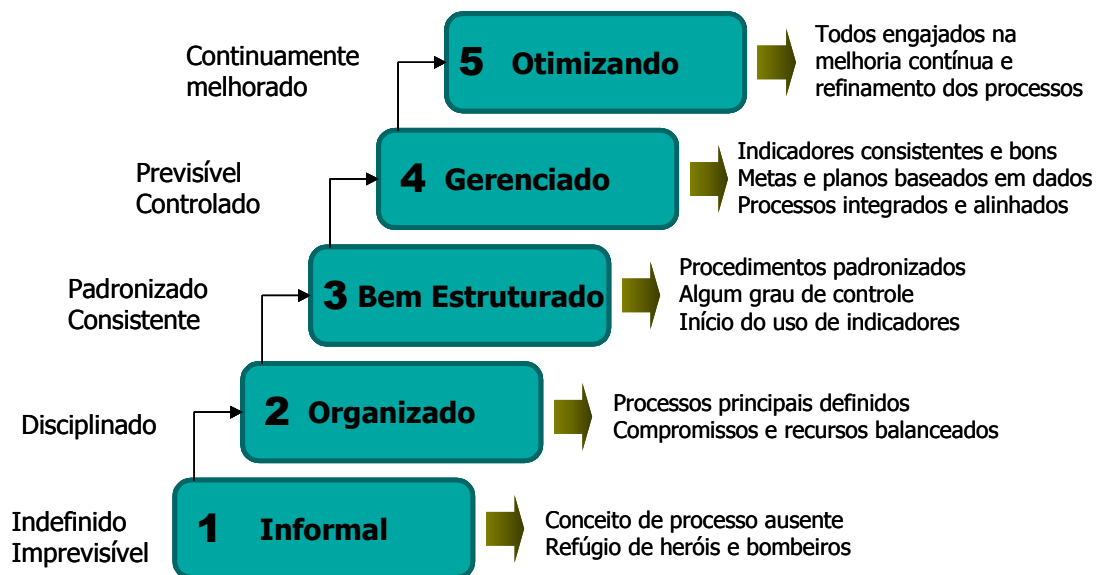 Continuamente
melhorado
5 Otimizando
Todos engajados na
melhoria contínua e
refinamento dos processos
Previsível
Controlado
4 Gerenciado
Indicadores consistentes e bons
Metas e planos baseados em dados
Processos integrados e alinhados
Padronizado
Consistente
3 Bem Estruturado
Procedimentos padronizados
Algum grau de controle
Início do uso de indicadores
Disciplinado
2 Organizado
Processos principais definidos
Compromissos e recursos balanceados
Indefinido
Imprevisível
1 Informal
Conceito de processo ausente
Refúgio de heróis e bombeiros